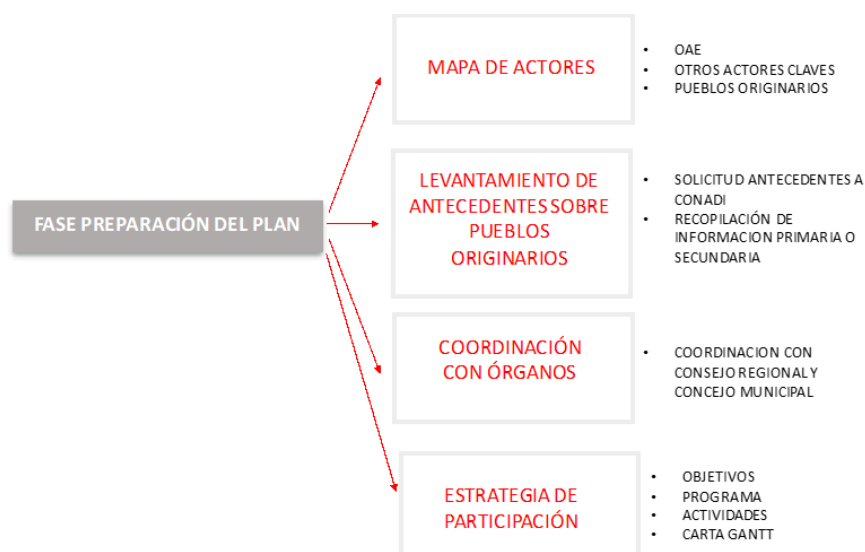 MAPA DE ACTORES
• OAE
• OTROS ACTORES CLAVES
• PUEBLOS ORIGINARIOS
FASE PREPARACIÓN DEL PLAN
LEVANTAMIENTO DE
ANTECEDENTES SOBRE
PUEBLOS
ORIGINARIOS
• SOLICITUD ANTECEDENTES A
CONADI
• RECOPILACIÓN DE
INFORMACION PRIMARIA O
SECUNDARIA
COORDINACIÓN
CON ÓRGANOS
• COORDINACION CON
CONSEJO REGIONAL Y
CONCEJO MUNICIPAL
ESTRATEGIA DE
PARTICIPACIÓN
• OBJETIVOS
• PROGRAMA
• ACTIVIDADES
• CARTA GANTT